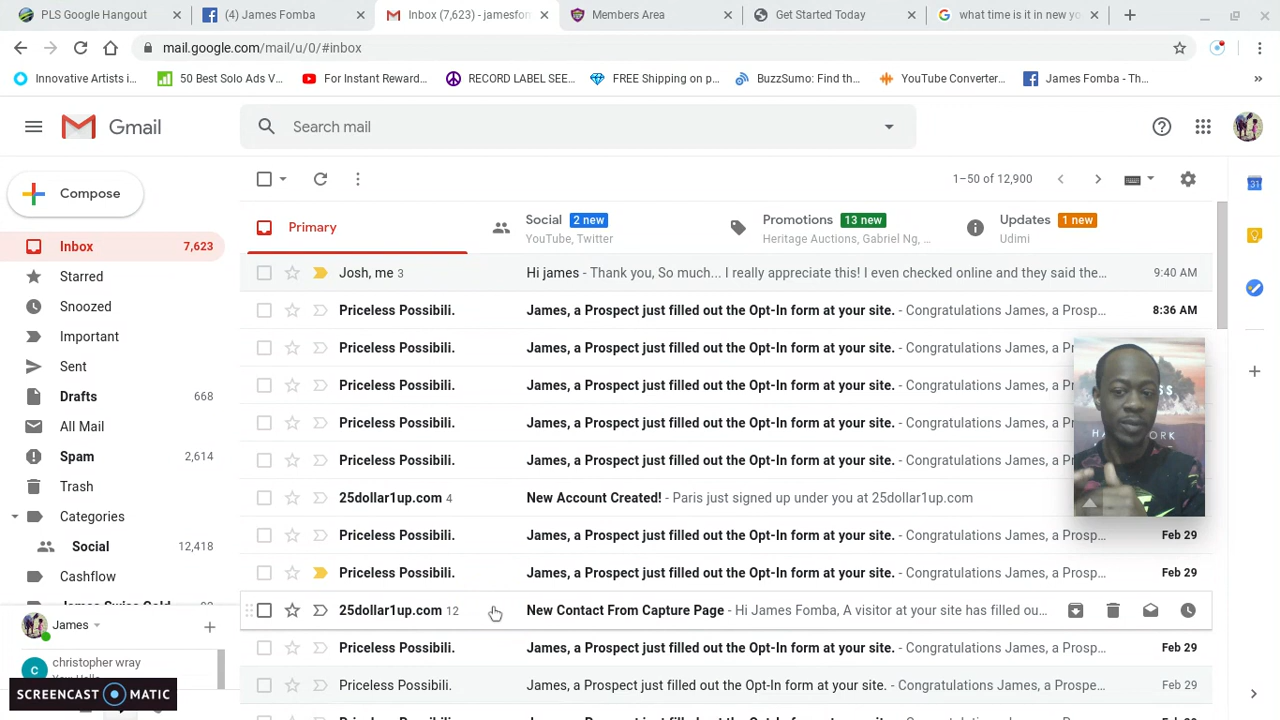 PLS Google Hangout
(4) James Fomba
Inbox (7,623) - jamesfom
Members Area
Get Started Today
what time is it in new yo
mail.google.com/mail/u/0/#inbox
Innovative Artists i...
50 Best Solo Ads V...
For Instant Reward...
RECORD LABEL SEE...
FREE Shipping on p...
BuzzSumo: Find th...
YouTube Converter...
James Fomba - Th...
Gmail
Search mail
Compose
1–50 of 12,900
Inbox 7,623
Starred
Snoozed
Important
Sent
Drafts 668
All Mail
Spam 2,614
Trash
Categories
Social 12,418
Cashflow
James
christopher wray
SCREENCAST MATIC
Primary
Social 2 new
YouTube, Twitter
Promotions 13 new
Heritage Auctions, Gabriel Ng, ...
Updates 1 new
Udimi
Josh, me 3 Hi james - Thank you, So much... I really appreciate this! I even checked online and they said the... 9:40 AM
Priceless Possibili. James, a Prospect just filled out the Opt-In form at your site. - Congratulations James, a Prosp... 8:36 AM
Priceless Possibili. James, a Prospect just filled out the Opt-In form at your site. - Congratulations James, a P
Priceless Possibili. James, a Prospect just filled out the Opt-In form at your site. - Congratulations James, a P
Priceless Possibili. James, a Prospect just filled out the Opt-In form at your site. - Congratulations James, a P
Priceless Possibili. James, a Prospect just filled out the Opt-In form at your site. - Congratulations James, a P
25dollar1up.com 4 New Account Created! - Paris just signed up under you at 25dollar1up.com
Priceless Possibili. James, a Prospect just filled out the Opt-In form at your site. - Congratulations James, a Prosp... Feb 29
Priceless Possibili. James, a Prospect just filled out the Opt-In form at your site. - Congratulations James, a Prosp... Feb 29
25dollar1up.com 12 New Contact From Capture Page - Hi James Fomba, A visitor at your site has filled ou...
Priceless Possibili. James, a Prospect just filled out the Opt-In form at your site. - Congratulations James, a Prosp... Feb 29
Priceless Possibili. James, a Prospect just filled out the Opt-In form at your site. - Congratulations James, a Prospe... Feb 29